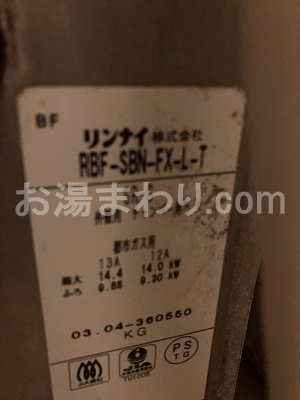 BF
リンナイ株式会社
RBF-SBN-FX-L-T
お湯まわり.com
都市ガス用
13A 12A
最大 14.4 14.0 kW
ふろ 9.88 9.30 kW
03.04-360550
KG
PS
TG
JIA